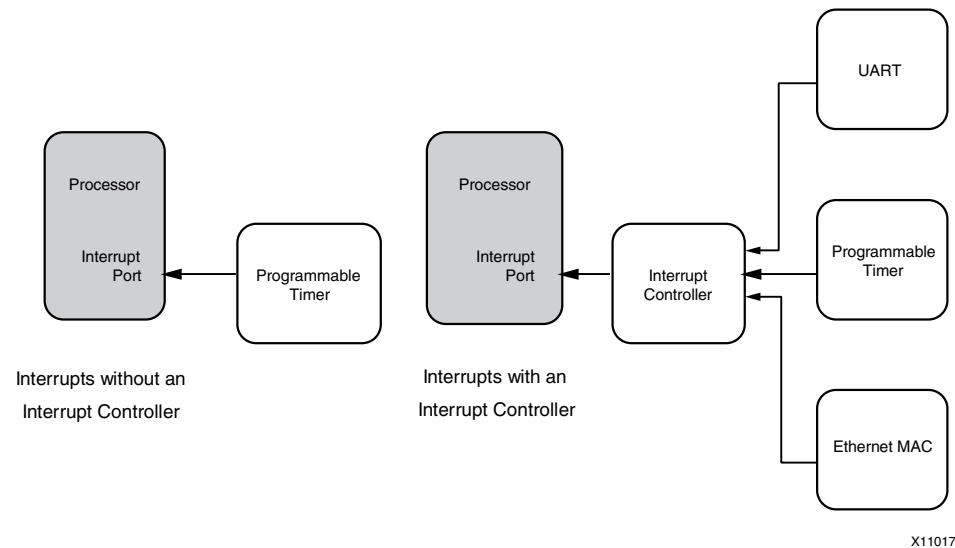 Processor
Interrupt
Port
Programmable
Timer
Interrupts without an
Interrupt Controller
Processor
Interrupt
Port
Interrupt
Controller
Interrupts with an
Interrupt Controller
UART
Programmable
Timer
Ethernet MAC
X11017